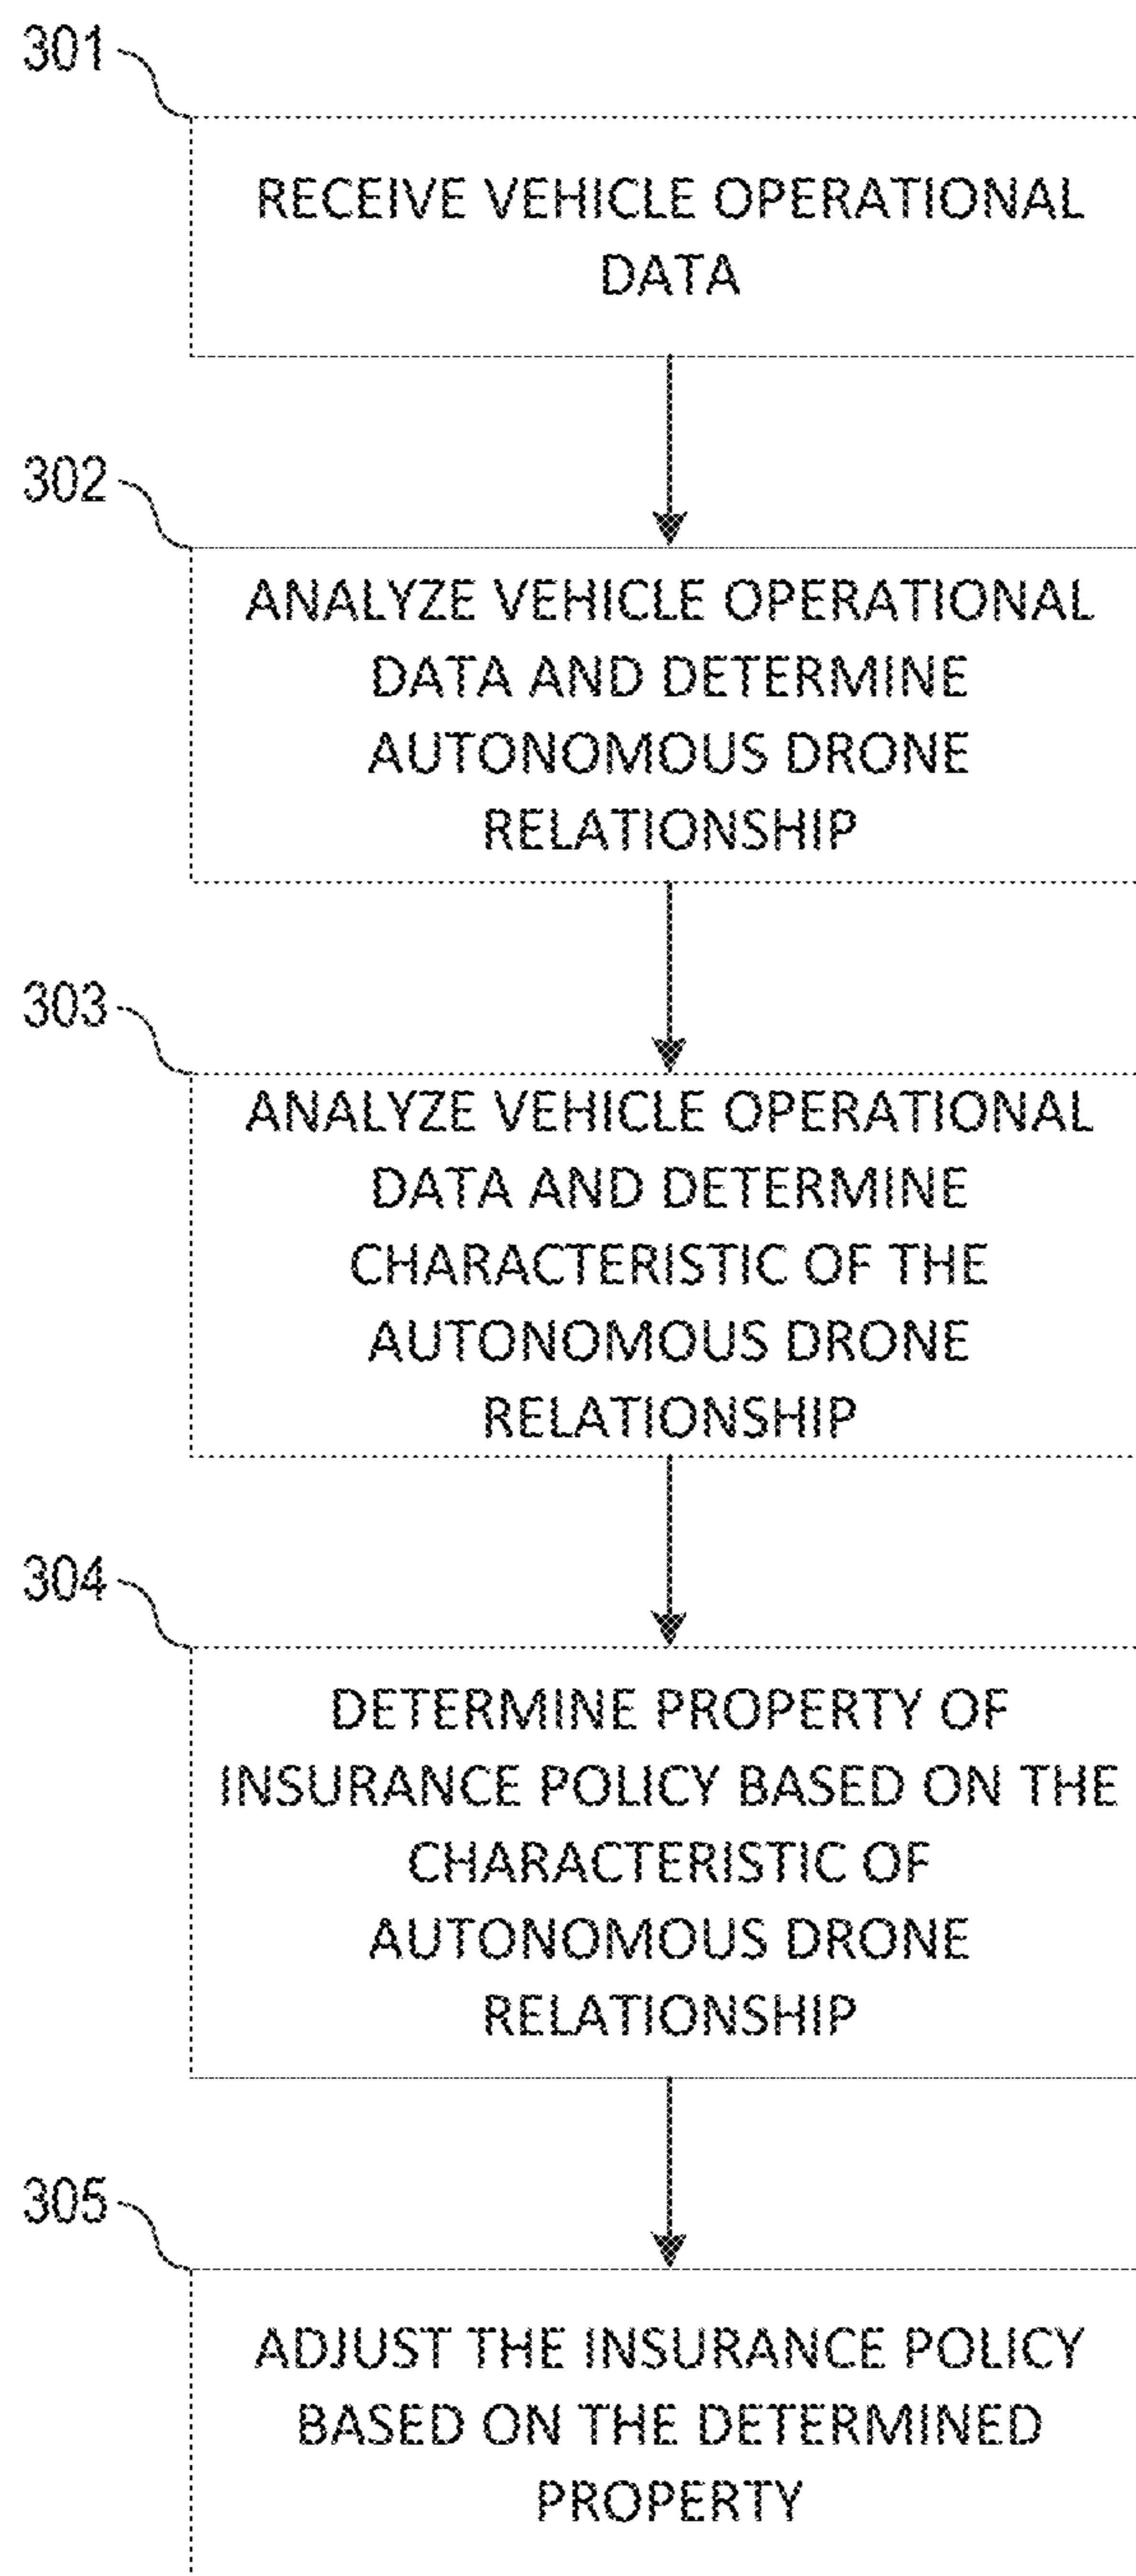 301
RECEIVE VEHICLE OPERATIONAL
DATA
302
ANALYZE VEHICLE OPERATIONAL
DATA AND DETERMINE
AUTONOMOUS DRONE
RELATIONSHIP
303
ANALYZE VEHICLE OPERATIONAL
DATA AND DETERMINE
CHARACTERISTIC OF THE
AUTONOMOUS DRONE
RELATIONSHIP
304
DETERMINE PROPERTY OF
INSURANCE POLICY BASED ON THE
CHARACTERISTIC OF
AUTONOMOUS DRONE
RELATIONSHIP
305
ADJUST THE INSURANCE POLICY
BASED ON THE DETERMINED
PROPERTY